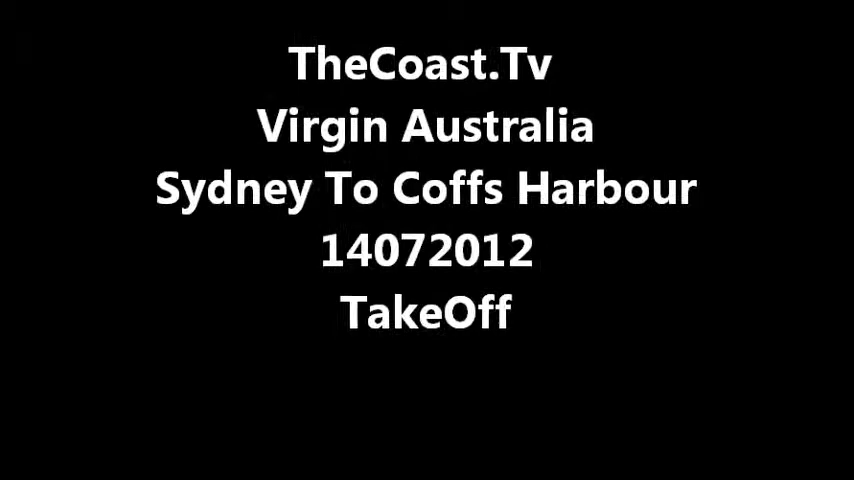 TheCoast.Tv
Virgin Australia
Sydney To Coffs Harbour
14072012
TakeOff